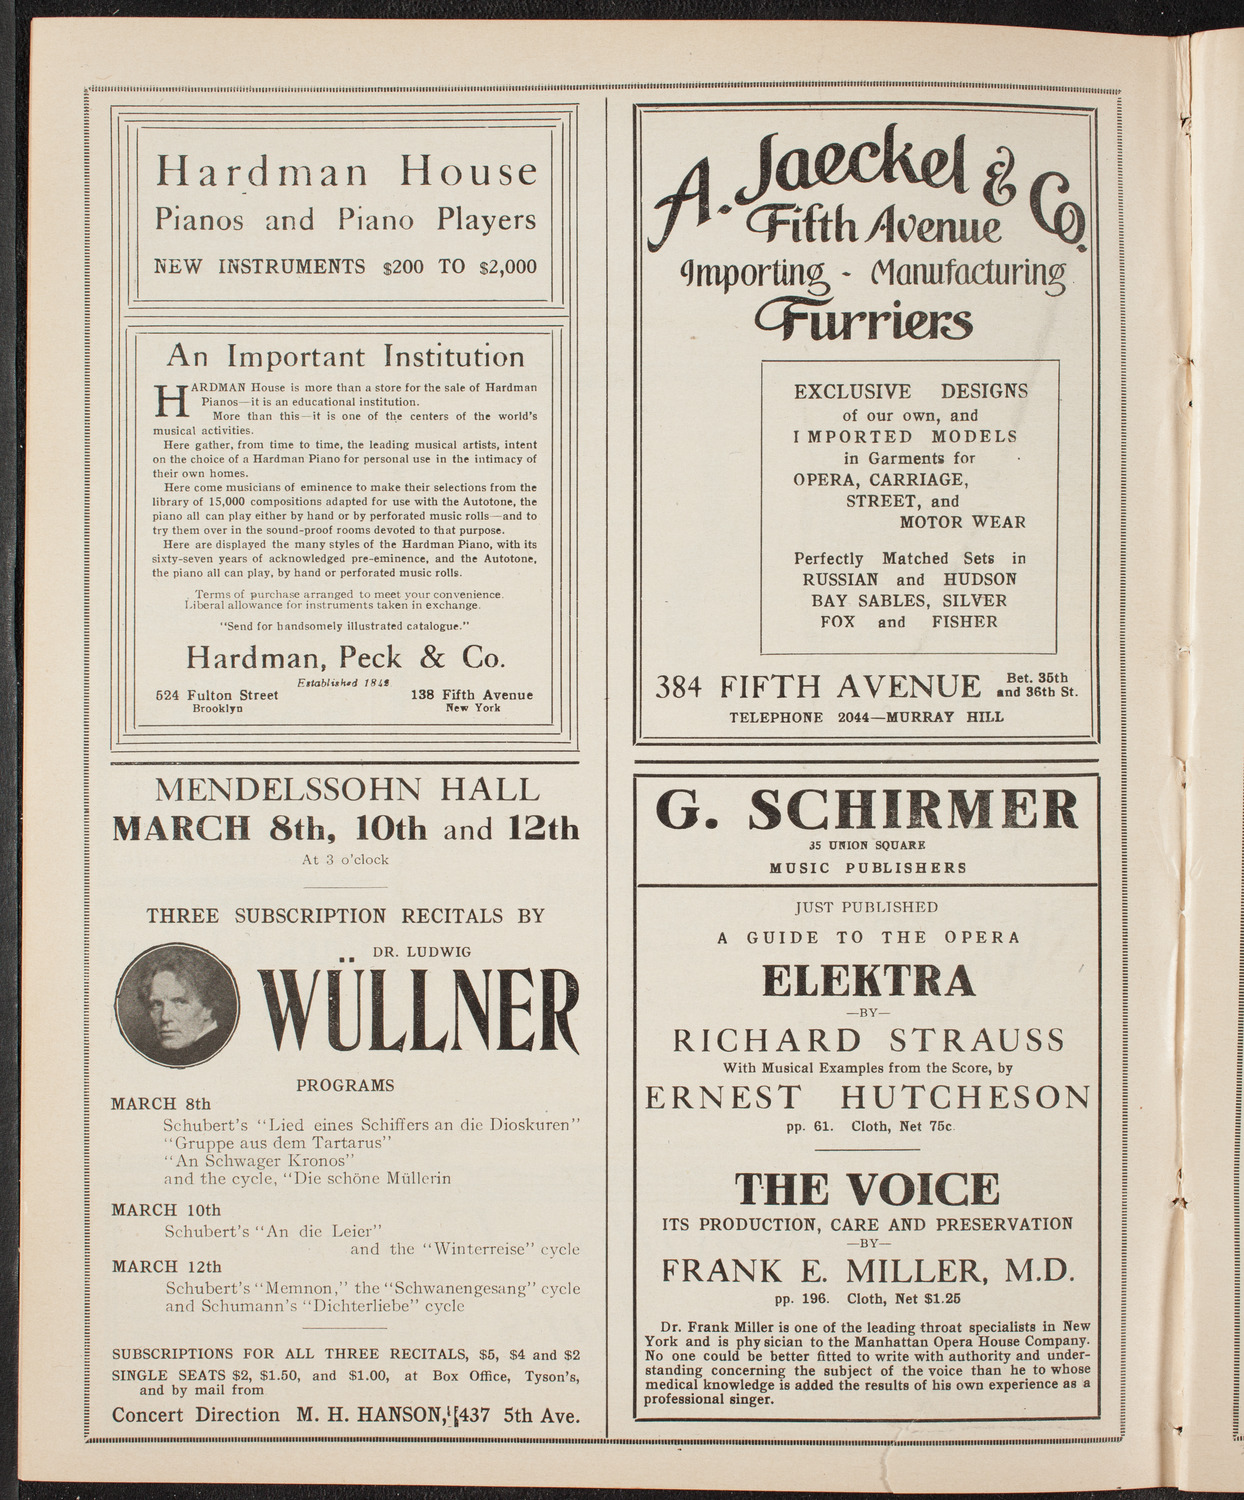 Hardman House
Pianos and Piano Players
NEW INSTRUMENTS $200 TO $2,000
An Important Institution
HARDMAN House is more than a store for the sale of Hardman
Pianos—it is an educational institution.
More than this—it is one of the centers of the world's
musical activities.
Here gather, from time to time, the leading musical artists, intent
on the choice of a Hardman Piano for personal use in the intimacy of
their own homes.
Here come musicians of eminence to make their selections from the
library of 15,000 compositions adapted for use with the Autotone, the
piano all can play either by hand or by perforated music rolls—and to
try them over in the sound-proof rooms devoted to that purpose.
Here are displayed the many styles of the Hardman Piano, with its
sixty-seven years of acknowledged pre-eminence, and the Autotone,
the piano all can play, by hand or perforated music rolls.
Terms of purchase arranged to meet your convenience.
Liberal allowance for instruments taken in exchange.
"Send for handsomely illustrated catalogue."
Hardman, Peck & Co.
Established 1842
524 Fulton Street 138 Fifth Avenue
Brooklyn New York
MENDELSSOHN HALL
MARCH 8th, 10th and 12th
At 3 o'clock
THREE SUBSCRIPTION RECITALS BY
DR. LUDWIG
WÜLLNER
PROGRAMS
MARCH 8th
Schubert's "Lied eines Schiffers an die Dioskuren"
"Gruppe aus dem Tartarus"
"An Schwager Kronos"
and the cycle, "Die schöne Müllerin
MARCH 10th
Schubert's "An die Leier"
and the "Winterreise" cycle
MARCH 12th
Schubert's "Memnon," the "Schwanengesang" cycle
and Schumann's "Dichterliebe" cycle
SUBSCRIPTIONS FOR ALL THREE RECITALS, $5, $4 and $2
SINGLE SEATS $2, $1.50, and $1.00, at Box Office, Tyson's,
and by mail from
Concert Direction M. H. HANSON, 437 5th Ave.
A. Jaeckel & Co.
Fifth Avenue
Importing - Manufacturing
Furriers
EXCLUSIVE DESIGNS
of our own, and
IMPORTED MODELS
in Garments for
OPERA, CARRIAGE,
STREET, and
MOTOR WEAR
Perfectly Matched Sets in
RUSSIAN and HUDSON
BAY SABLES, SILVER
FOX and FISHER
384 FIFTH AVENUE Bet. 35th
and 36th St.
TELEPHONE 2044—MURRAY HILL
G. SCHIRMER
35 UNION SQUARE
MUSIC PUBLISHERS
JUST PUBLISHED
A GUIDE TO THE OPERA
ELEKTRA
—BY—
RICHARD STRAUSS
With Musical Examples from the Score, by
ERNEST HUTCHESON
pp. 61. Cloth, Net 75c.
THE VOICE
ITS PRODUCTION, CARE AND PRESERVATION
—BY—
FRANK E. MILLER, M.D.
pp. 196. Cloth, Net $1.25
Dr. Frank Miller is one of the leading throat specialists in New
York and is physician to the Manhattan Opera House Company.
No one could be better fitted to write with authority and under-
standing concerning the subject of the voice than he to whose
medical knowledge is added the results of his own experience as a
professional singer.